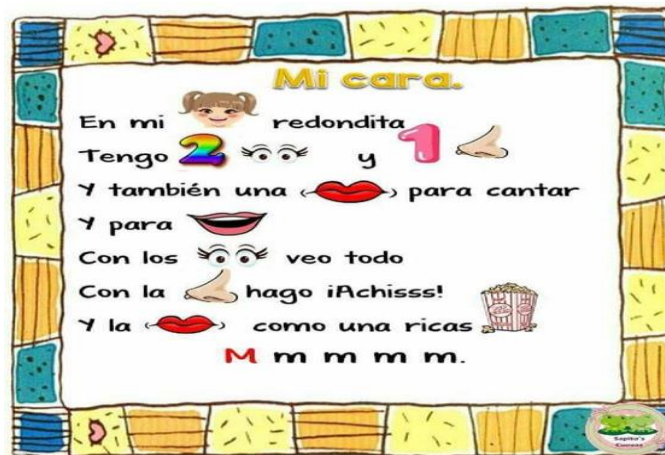 Mi cara.
En mi redondita
Tengo 2 y 1
Y también una para cantar
Y para
Con los veo todo
Con la hago ¡Achisss!
Y la como una ricas
M m m m m.
Sapito's